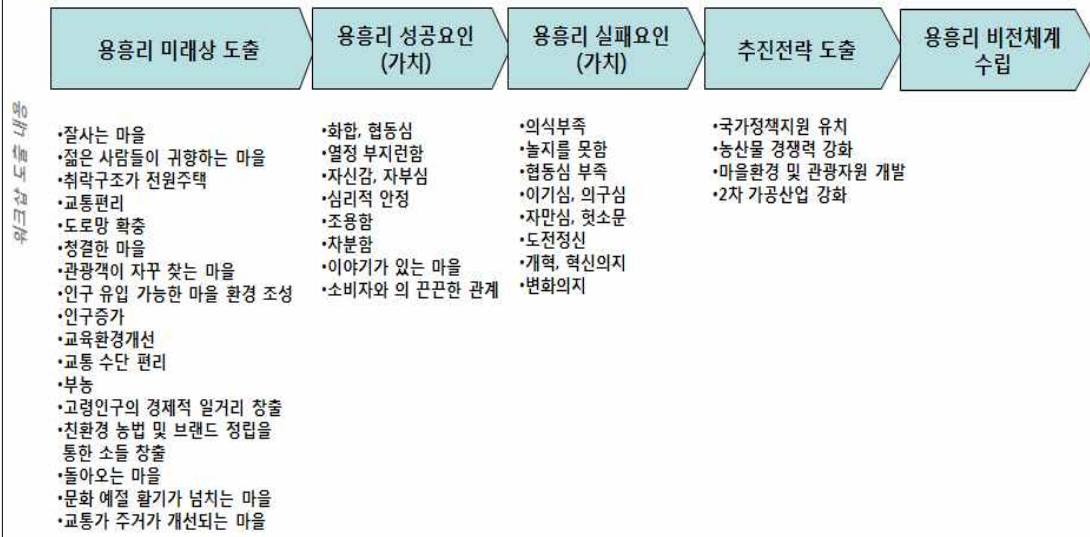 용흥리 미래상 도출
용흥리 성공요인
(가치)
용흥리 실패요인
(가치)
추진전략 도출
용흥리 비전체계
수립
워크샵 도출 내용
•잘사는 마을
•젊은 사람들이 귀향하는 마을
•취락구조가 전원주택
•교통편리
•도로망 확충
•청결한 마을
•관광객이 자꾸 찾는 마을
•인구 유입 가능한 마을 환경 조성
•인구증가
•교육환경개선
•교통 수단 편리
•부농
•고령인구의 경제적 일거리 창출
•친환경 농법 및 브랜드 정립을
통한 소들 창출
•돌아오는 마을
•문화 예절 활기가 넘치는 마을
•교통가 주거가 개선되는 마을
•화합, 협동심
•열정 부지런함
•자신감, 자부심
•심리적 안정
•조용함
•차분함
•이야기가 있는 마을
•소비자와 의 끈끈한 관계
•의식부족
•놀지를 못함
•협동심 부족
•이기심, 의구심
•자만심, 헛소문
•도전정신
•개혁, 혁신의지
•변화의지
•국가정책지원 유치
•농산물 경쟁력 강화
•마을환경 및 관광자원 개발
•2차 가공산업 강화